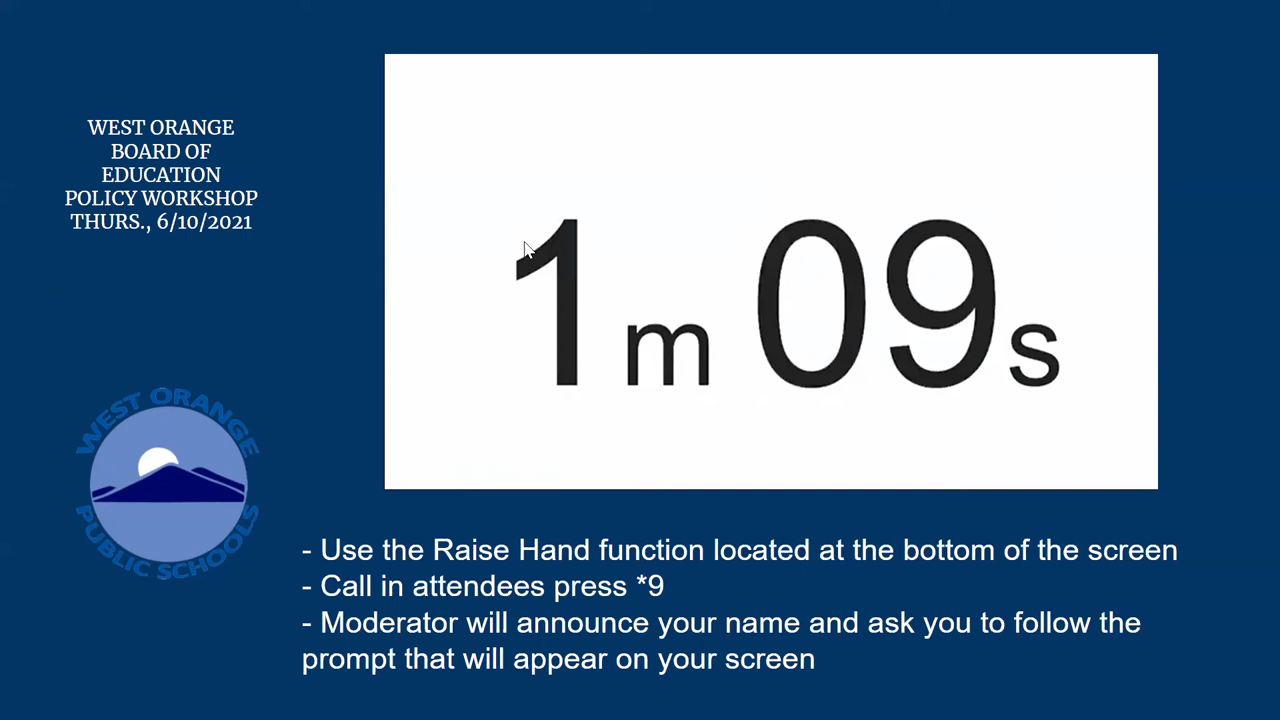 WEST ORANGE
BOARD OF
EDUCATION
POLICY WORKSHOP
THURS., 6/10/2021
1m 09s
WEST ORANGE
PUBLIC SCHOOLS
- Use the Raise Hand function located at the bottom of the screen
- Call in attendees press *9
- Moderator will announce your name and ask you to follow the
prompt that will appear on your screen